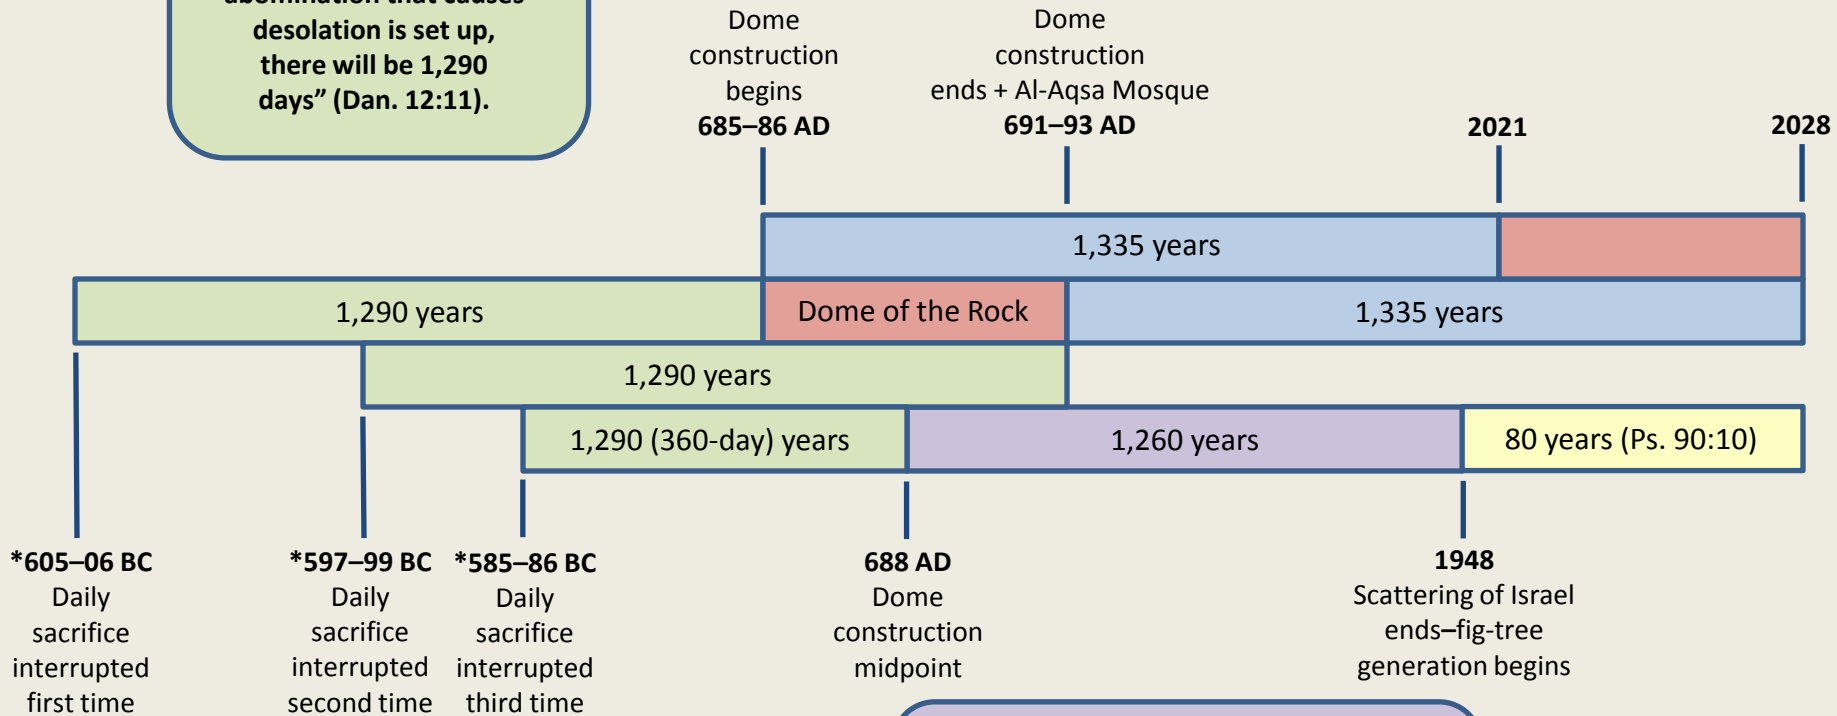 abomination that causes
desolation is set up,
there will be 1,290
days” (Dan. 12:11).
Dome
construction
begins
685–86 AD
Dome
construction
ends + Al-Aqsa Mosque
691–93 AD
2021
2028
1,335 years
1,290 years
Dome of the Rock
1,335 years
1,290 years
1,290 (360-day) years
1,260 years
80 years (Ps. 90:10)
*605–06 BC
Daily
sacrifice
interrupted
first time
*597–99 BC
Daily
sacrifice
interrupted
second time
*585–86 BC
Daily
sacrifice
interrupted
third time
688 AD
Dome
construction
midpoint
1948
Scattering of Israel
ends–fig-tree
generation begins